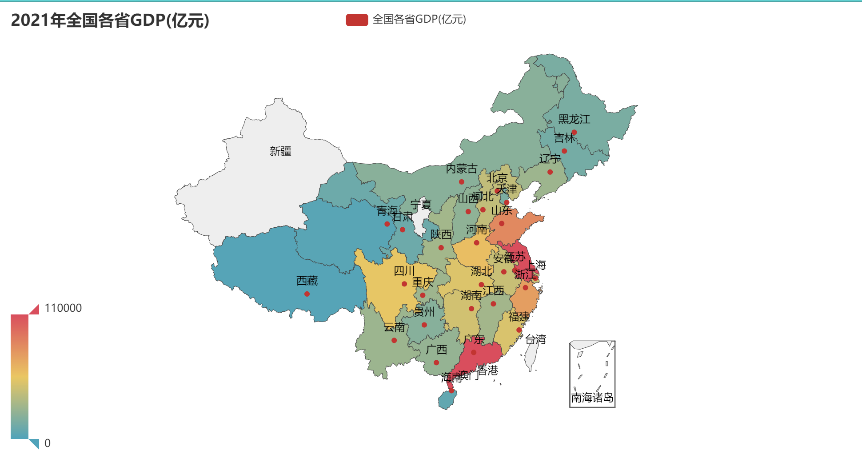 2021年全国各省GDP(亿元)
全国各省GDP(亿元)
黑龙江
吉林
新疆
辽宁
内蒙古
北京
天津
山西
河北
宁夏
青海
甘肃
山东
陕西
河南
安徽
江苏
上海
四川
湖北
浙江
西藏
重庆
湖南
江西
110000
贵州
福建
云南
广东
台湾
广西
香港
海南
澳门
南海诸岛
0